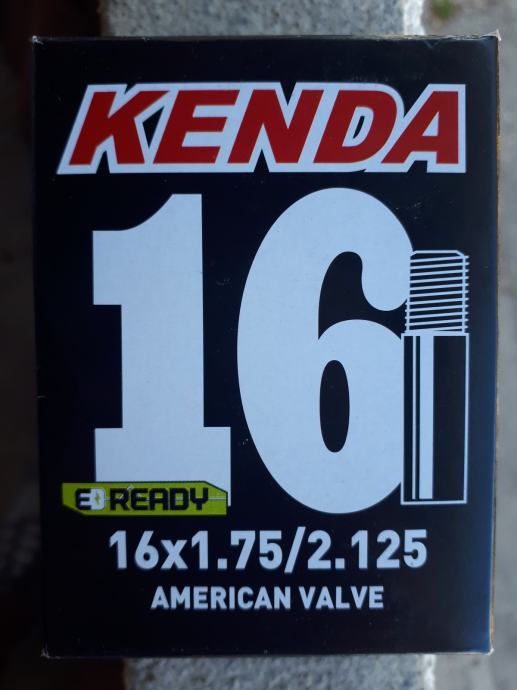 KENDA
16
E READY
16x1.75/2.125
AMERICAN VALVE